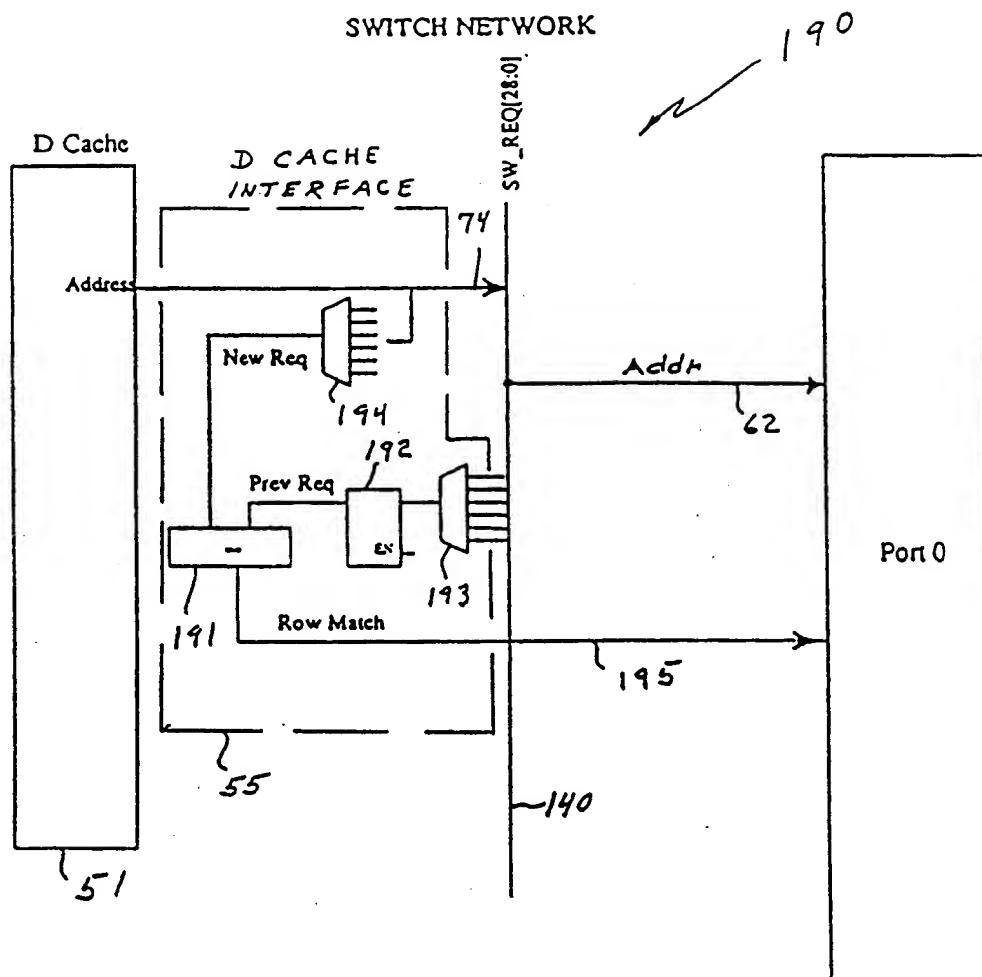 SWITCH NETWORK
190
SW_REQ[28:0]
D Cache
D CACHE
INTERFACE
74
Address
New Req
194
Addr
62
192
Prev Req
EN
193
Port 0
191
Row Match
195
55
140
51